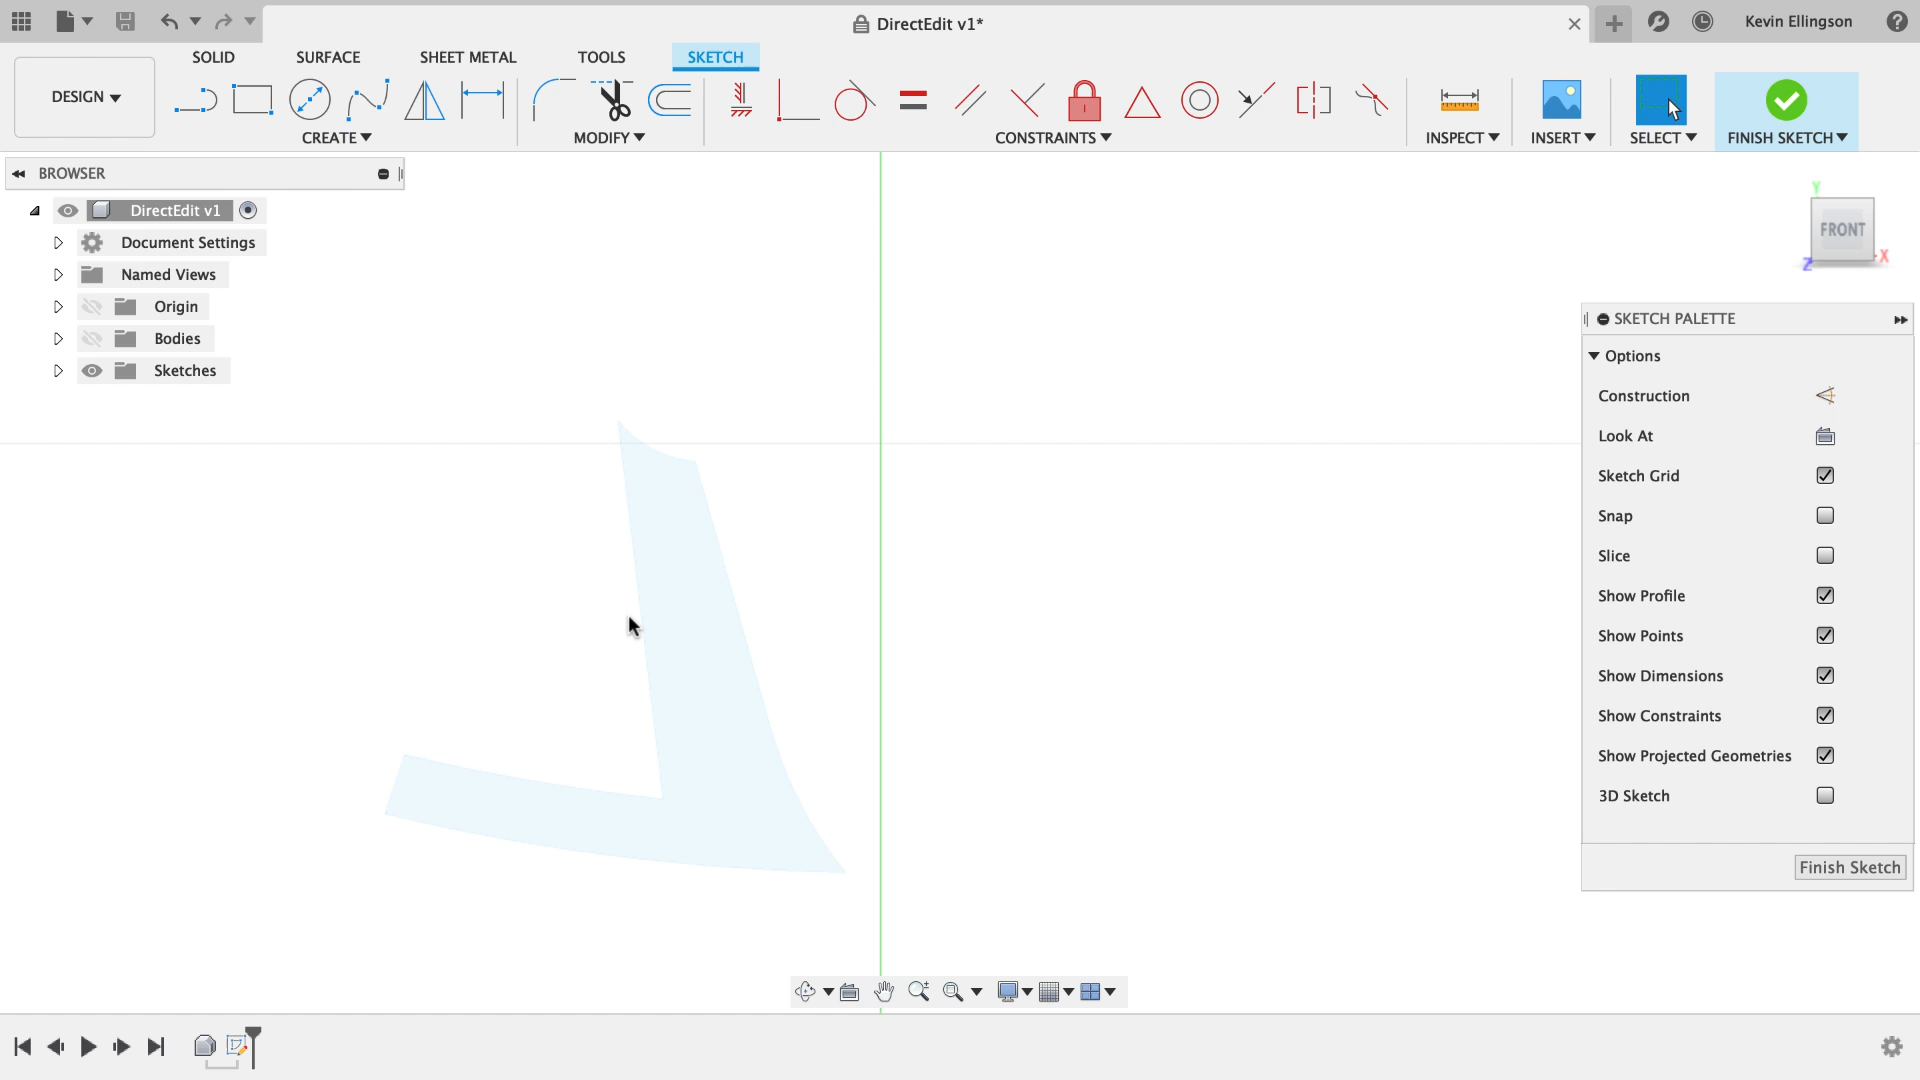 DirectEdit v1*
Kevin Ellingson
SOLID
SURFACE
SHEET METAL
TOOLS
SKETCH
DESIGN
CREATE
MODIFY
CONSTRAINTS
INSPECT
INSERT
SELECT
FINISH SKETCH
BROWSER
DirectEdit v1
Document Settings
Named Views
Origin
Bodies
Sketches
Y
FRONT
X
Z
SKETCH PALETTE
Options
Construction
Look At
Sketch Grid
Snap
Slice
Show Profile
Show Points
Show Dimensions
Show Constraints
Show Projected Geometries
3D Sketch
Finish Sketch